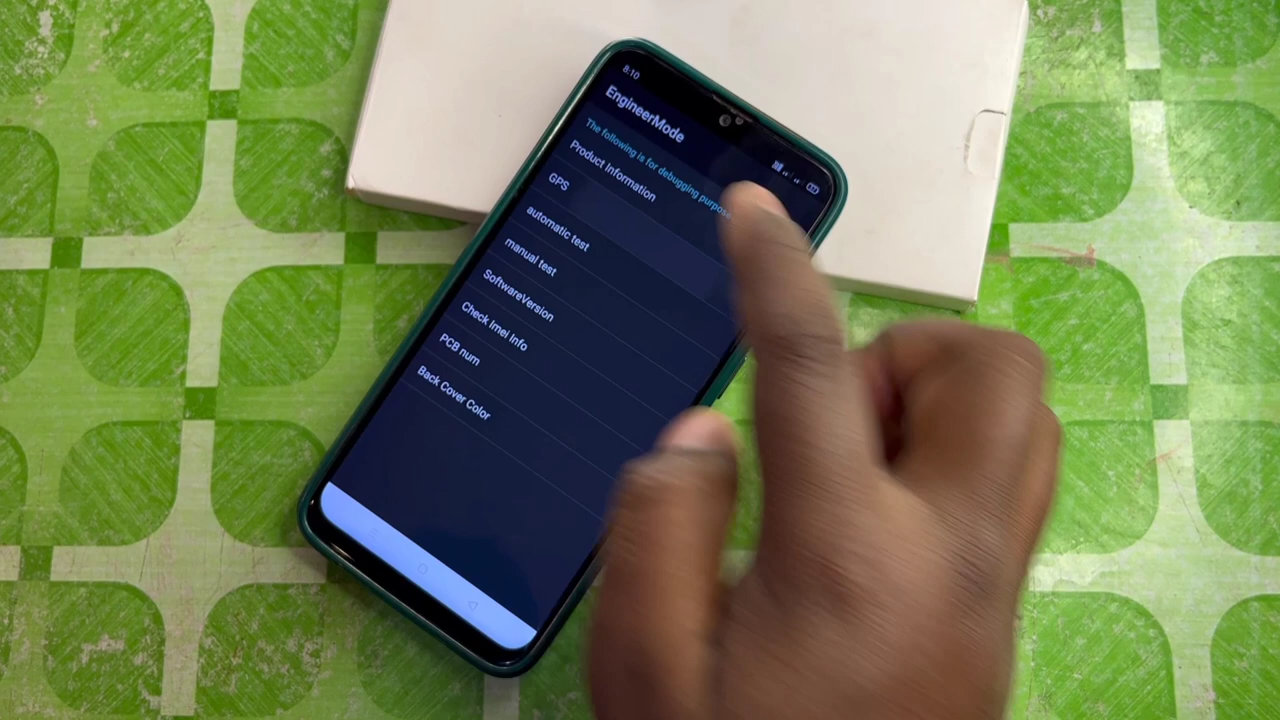 8:10
EngineerMode
The following is for debugging purpose
Product Information
GPS
automatic test
manual test
SoftwareVersion
Check Imei Info
PCB num
Back Cover Color